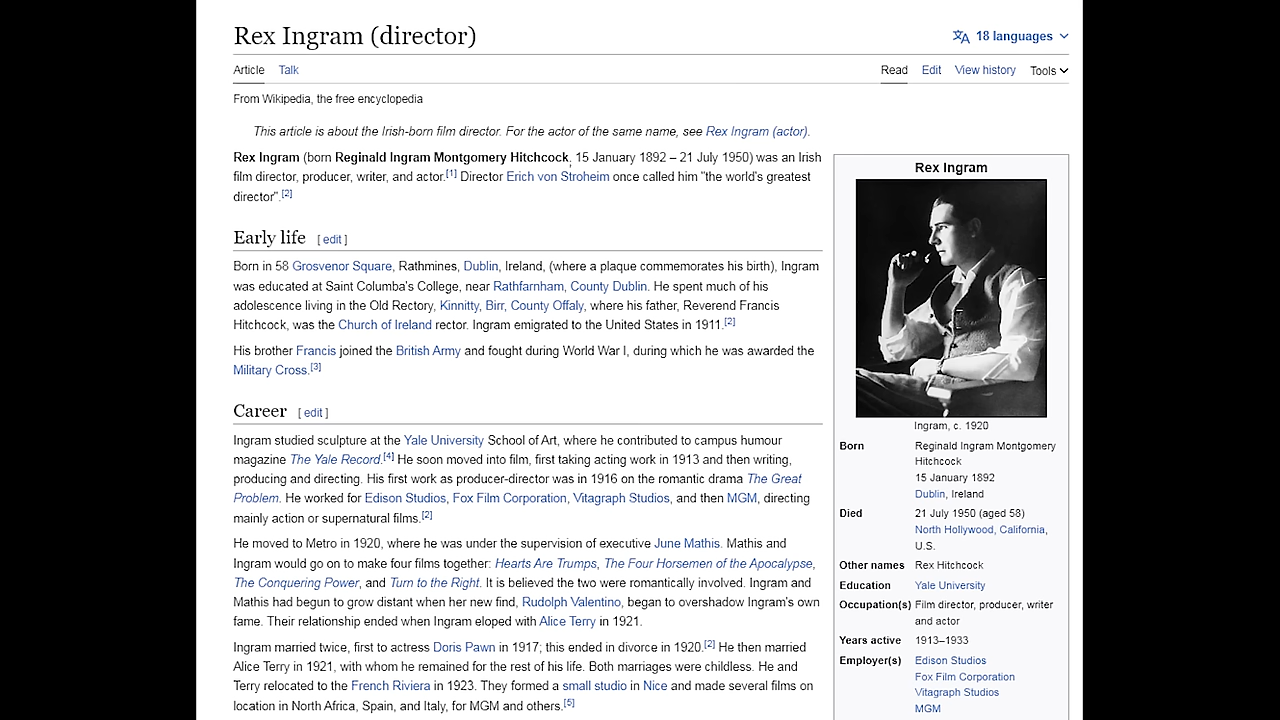 Rex Ingram (director)
18 languages
Article Talk
Read Edit View history Tools
From Wikipedia, the free encyclopedia
This article is about the Irish-born film director. For the actor of the same name, see Rex Ingram (actor).
Rex Ingram (born Reginald Ingram Montgomery Hitchcock, 15 January 1892 – 21 July 1950) was an Irish
film director, producer, writer, and actor.[1] Director Erich von Stroheim once called him "the world's greatest
director".[2]
Early life [ edit ]
Born in 58 Grosvenor Square, Rathmines, Dublin, Ireland, (where a plaque commemorates his birth), Ingram
was educated at Saint Columba's College, near Rathfarnham, County Dublin. He spent much of his
adolescence living in the Old Rectory, Kinnitty, Birr, County Offaly, where his father, Reverend Francis
Hitchcock, was the Church of Ireland rector. Ingram emigrated to the United States in 1911.[2]
His brother Francis joined the British Army and fought during World War I, during which he was awarded the
Military Cross.[3]
Career [ edit ]
Ingram studied sculpture at the Yale University School of Art, where he contributed to campus humour
magazine The Yale Record.[4] He soon moved into film, first taking acting work in 1913 and then writing,
producing and directing. His first work as producer-director was in 1916 on the romantic drama The Great
Problem. He worked for Edison Studios, Fox Film Corporation, Vitagraph Studios, and then MGM, directing
mainly action or supernatural films.[2]
He moved to Metro in 1920, where he was under the supervision of executive June Mathis. Mathis and
Ingram would go on to make four films together: Hearts Are Trumps, The Four Horsemen of the Apocalypse,
The Conquering Power, and Turn to the Right. It is believed the two were romantically involved. Ingram and
Mathis had begun to grow distant when her new find, Rudolph Valentino, began to overshadow Ingram's own
fame. Their relationship ended when Ingram eloped with Alice Terry in 1921.
Ingram married twice, first to actress Doris Pawn in 1917; this ended in divorce in 1920.[2] He then married
Alice Terry in 1921, with whom he remained for the rest of his life. Both marriages were childless. He and
Terry relocated to the French Riviera in 1923. They formed a small studio in Nice and made several films on
location in North Africa, Spain, and Italy, for MGM and others.[5]
Rex Ingram
Ingram, c. 1920
Born Reginald Ingram Montgomery
Hitchcock
15 January 1892
Dublin, Ireland
Died 21 July 1950 (aged 58)
North Hollywood, California,
U.S.
Other names Rex Hitchcock
Education Yale University
Occupation(s) Film director, producer, writer
and actor
Years active 1913–1933
Employer(s) Edison Studios
Fox Film Corporation
Vitagraph Studios
MGM